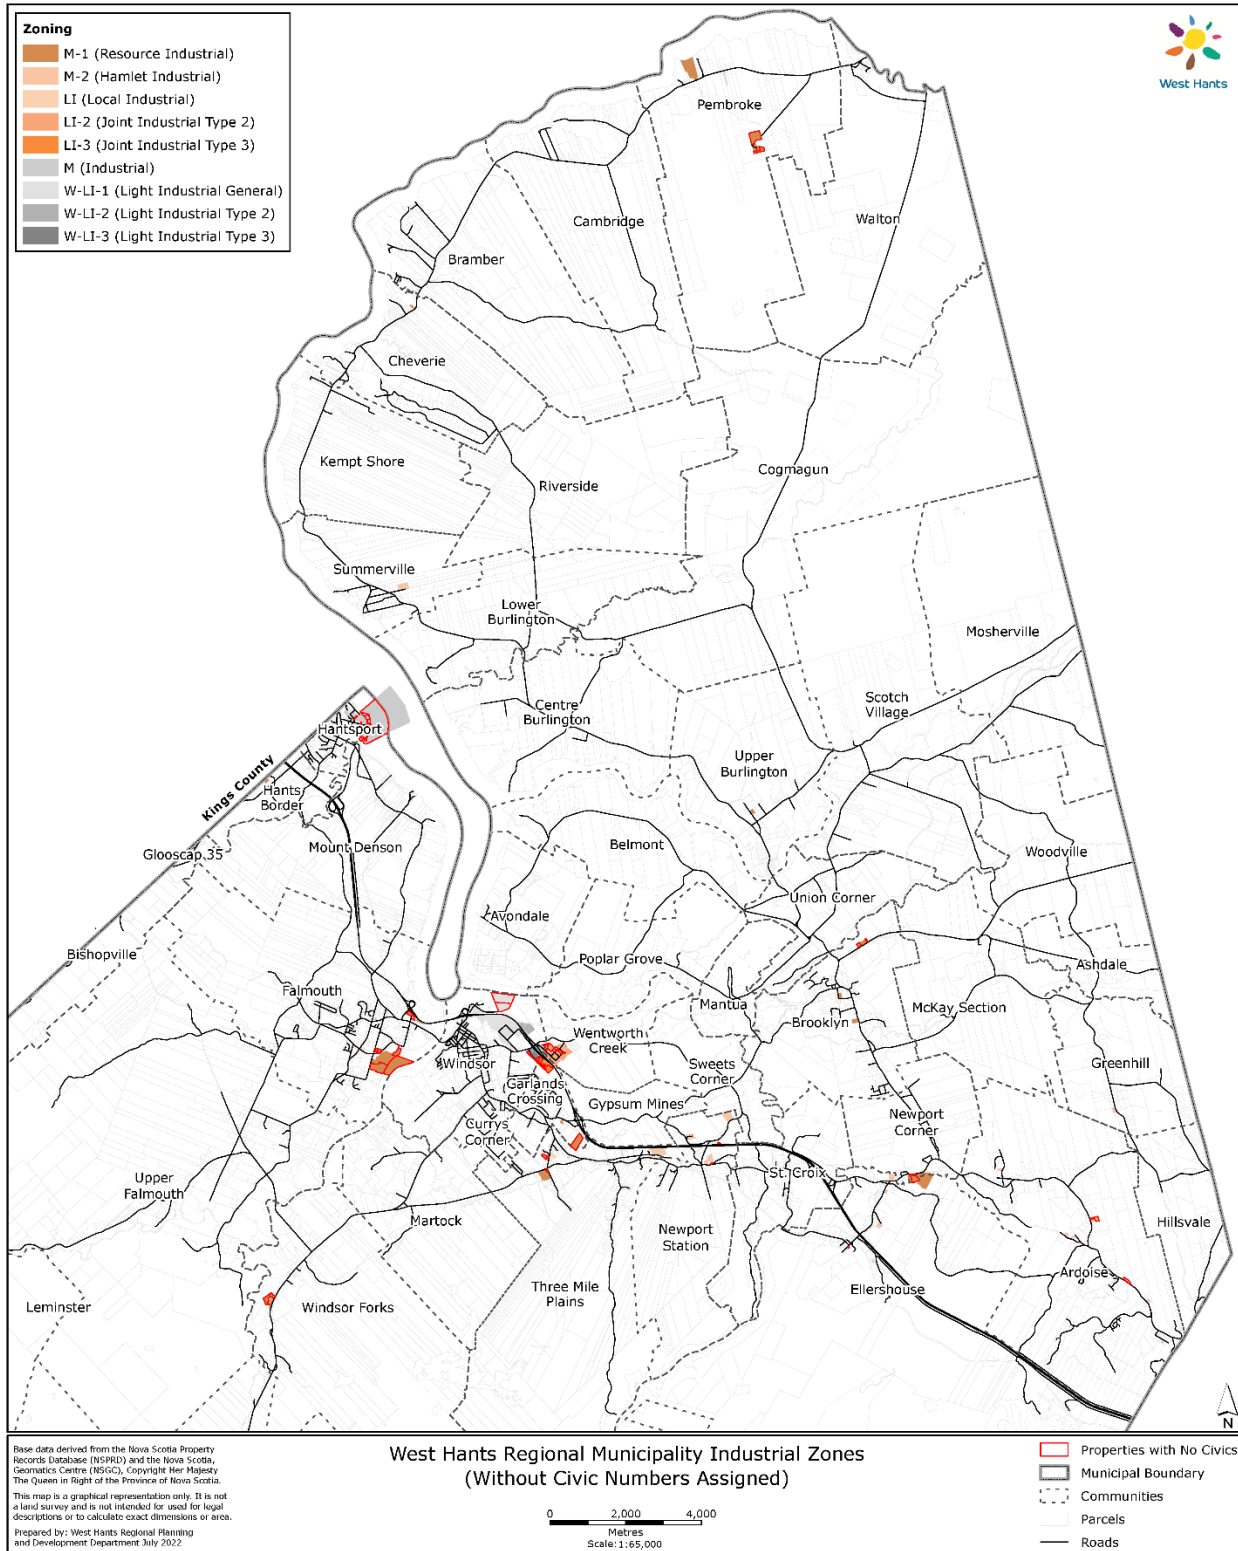 Zoning
M-1 (Resource Industrial)
M-2 (Hamlet Industrial)
LI (Local Industrial)
LI-2 (Joint Industrial Type 2)
LI-3 (Joint Industrial Type 3)
M (Industrial)
W-LI-1 (Light Industrial General)
W-LI-2 (Light Industrial Type 2)
W-LI-3 (Light Industrial Type 3)
West Hants
Pembroke
Walton
Cambridge
Bramber
Cheverie
Kempt Shore
Riverside
Cogmagun
Summerville
Lower
Burlington
Mosherville
Scotch
Village
Centre
Burlington
Hantsport
Kings County
Upper
Burlington
Hants
Border
Glooscap 35
Mount Denson
Belmont
Woodville
Union Corner
Avondale
Bishopville
Poplar Grove
Ashdale
Falmouth
Mantua
McKay Section
Brooklyn
Wentworth
Creek
Windsor
Sweets
Corner
Greenhill
Garlands
Crossing
Gypsum Mines
Currys
Corner
Newport
Corner
Upper
Falmouth
St. Croix
Martock
Newport
Station
Hillsvale
Ardoise
Three Mile
Plains
Ellershouse
Leminster
Windsor Forks
N
Base data derived from the Nova Scotia Property
Records Database (NSPRD) and the Nova Scotia,
Geomatics Centre (NSGC), Copyright Her Majesty
The Queen in Right of the Province of Nova Scotia.
This map is a graphical representation only. It is not
a land survey and is not intended for used for legal
descriptions or to calculate exact dimensions or area.
Prepared by: West Hants Regional Planning
and Development Department July 2022
West Hants Regional Municipality Industrial Zones
(Without Civic Numbers Assigned)
0 2,000 4,000
Metres
Scale: 1:65,000
Properties with No Civics
Municipal Boundary
Communities
Parcels
Roads